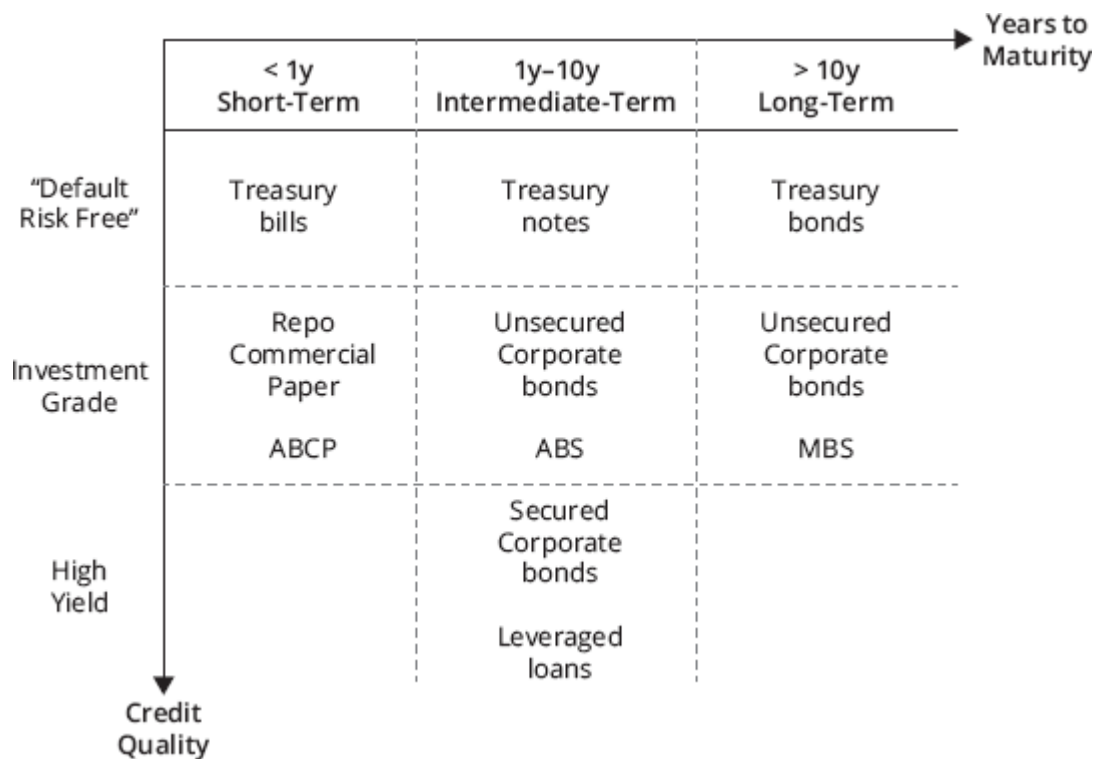 Years to
Maturity
< 1y
Short-Term
1y–10y
Intermediate-Term
> 10y
Long-Term
“Default
Risk Free”
Treasury
bills
Treasury
notes
Treasury
bonds
Investment
Grade
Repo
Commercial
Paper
ABCP
Unsecured
Corporate
bonds
ABS
Unsecured
Corporate
bonds
MBS
High
Yield
Secured
Corporate
bonds
Leveraged
loans
Credit
Quality